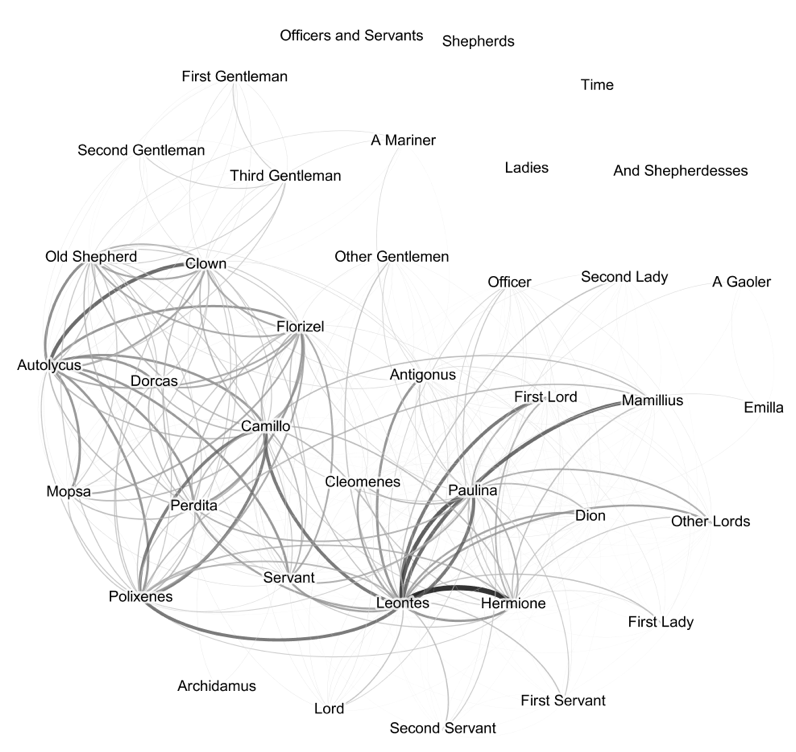 Officers and Servants
Shepherds
First Gentleman
Time
A Mariner
Second Gentleman
Ladies
And Shepherdesses
Third Gentleman
Old Shepherd
Clown
Other Gentlemen
Officer
Second Lady
A Gaoler
Florizel
Autolycus
Dorcas
Antigonus
First Lord
Mamillius
Emilla
Camillo
Mopsa
Perdita
Cleomenes
Paulina
Dion
Other Lords
Servant
Polixenes
Leontes
Hermione
First Lady
Archidamus
Lord
First Servant
Second Servant